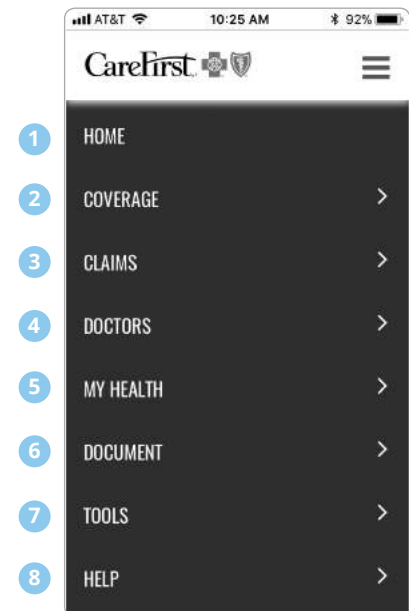 AT&T 10:25 AM 92%
CareFirst
1 HOME
2 COVERAGE
3 CLAIMS
4 DOCTORS
5 MY HEALTH
6 DOCUMENT
7 TOOLS
8 HELP